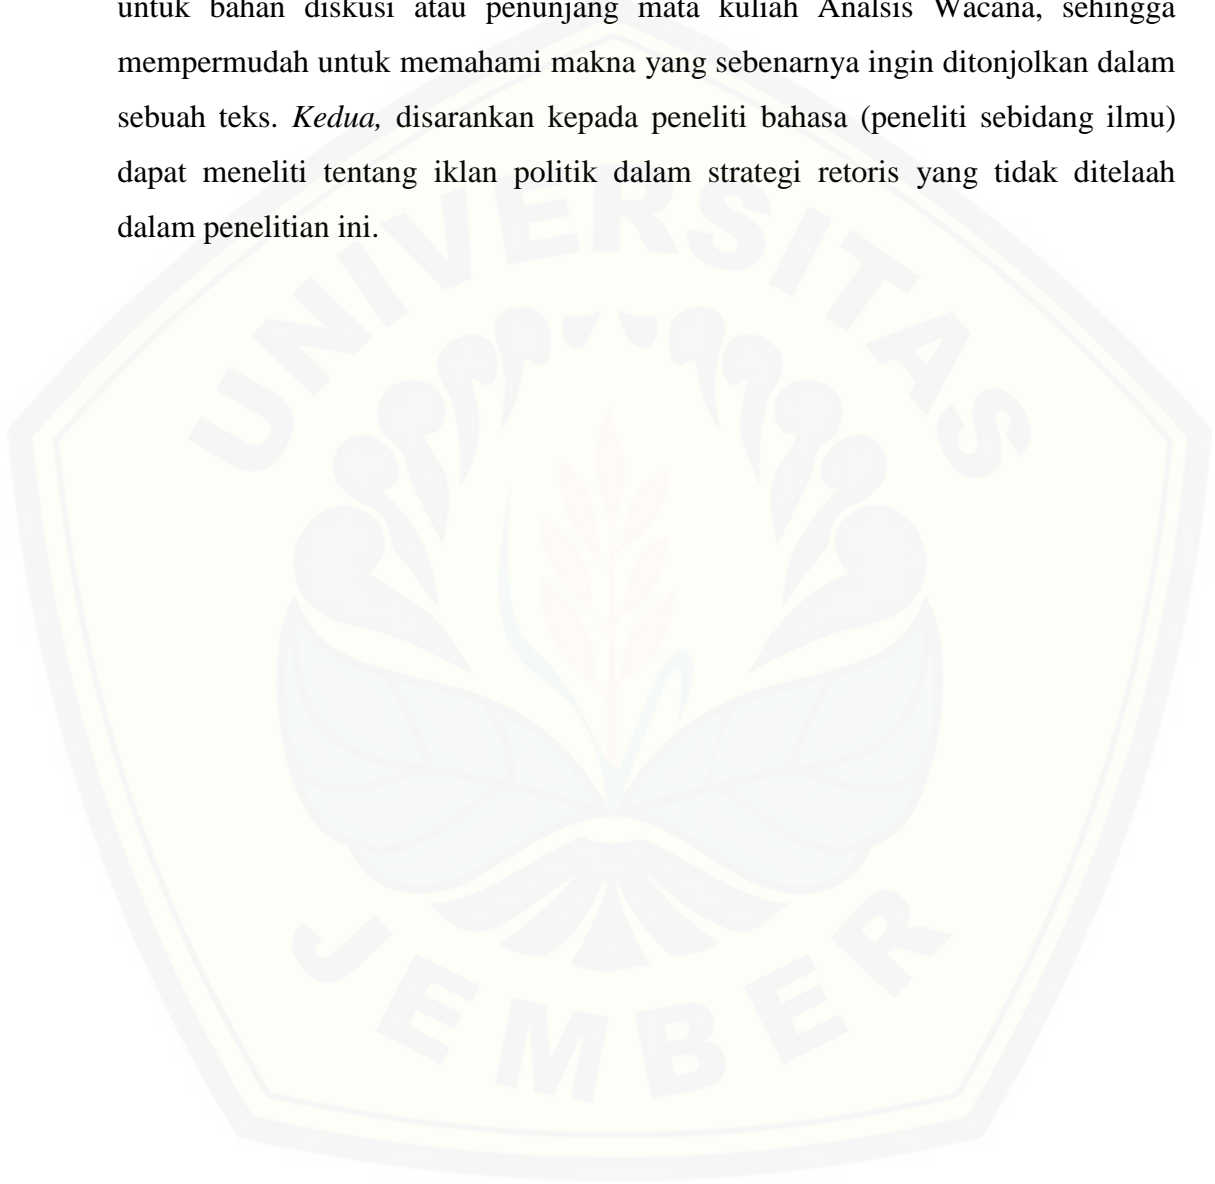 untuk bahan diskusi atau penunjang mata kuliah Analsis Wacana, sehingga
mempermudah untuk memahami makna yang sebenarnya ingin ditonjolkan dalam
sebuah teks. Kedua, disarankan kepada peneliti bahasa (peneliti sebidang ilmu)
dapat meneliti tentang iklan politik dalam strategi retoris yang tidak ditelaah
dalam penelitian ini.
UNIVERSITAS
JEMBER